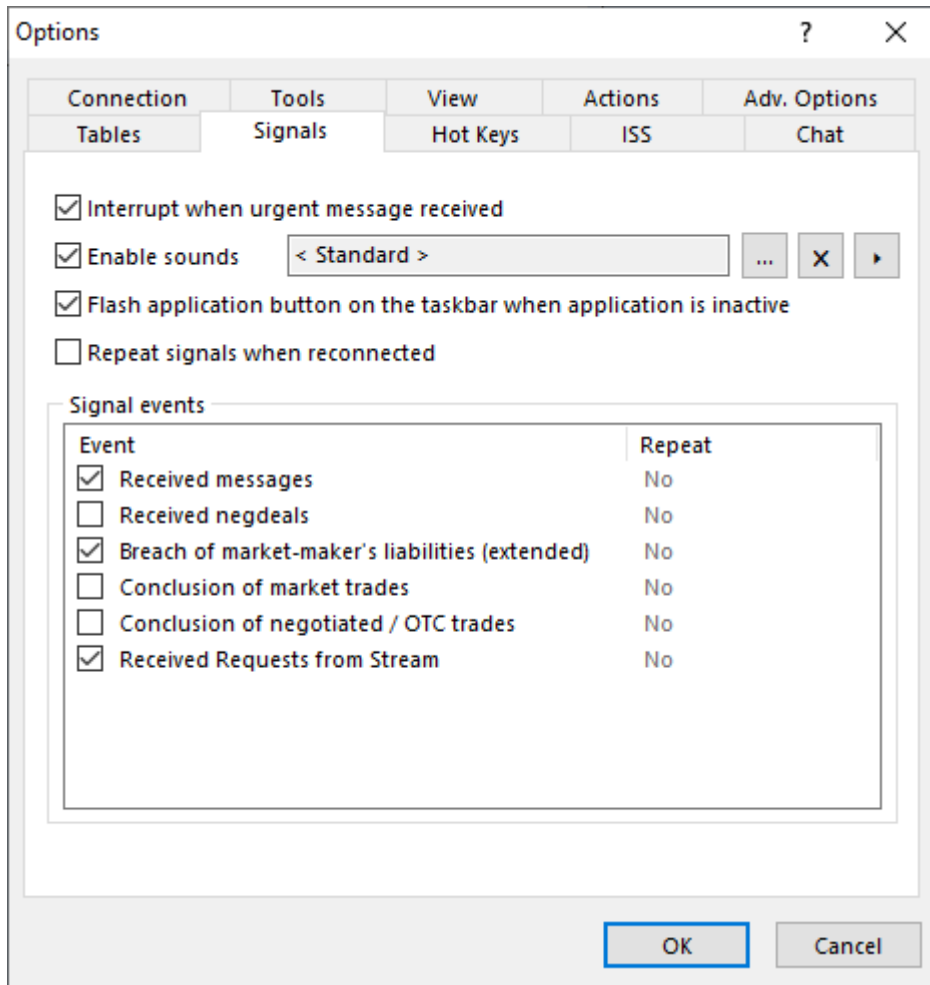 Options ?
Connection Tools View Actions Adv. Options
Tables Signals Hot Keys ISS Chat
Interrupt when urgent message received
Enable sounds < Standard > ... x
Flash application button on the taskbar when application is inactive
Repeat signals when reconnected
Signal events
Event Repeat
Received messages No
Received negdeals No
Breach of market-maker's liabilities (extended) No
Conclusion of market trades No
Conclusion of negotiated / OTC trades No
Received Requests from Stream No
OK Cancel